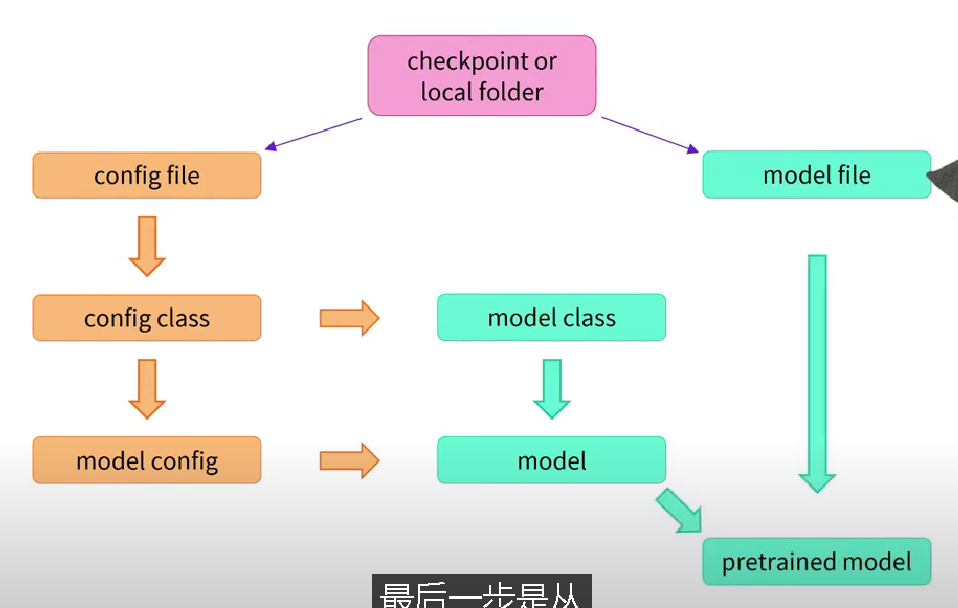 checkpoint or
local folder
config file
model file
config class
model class
model config
model
pretrained model
最后一步是从